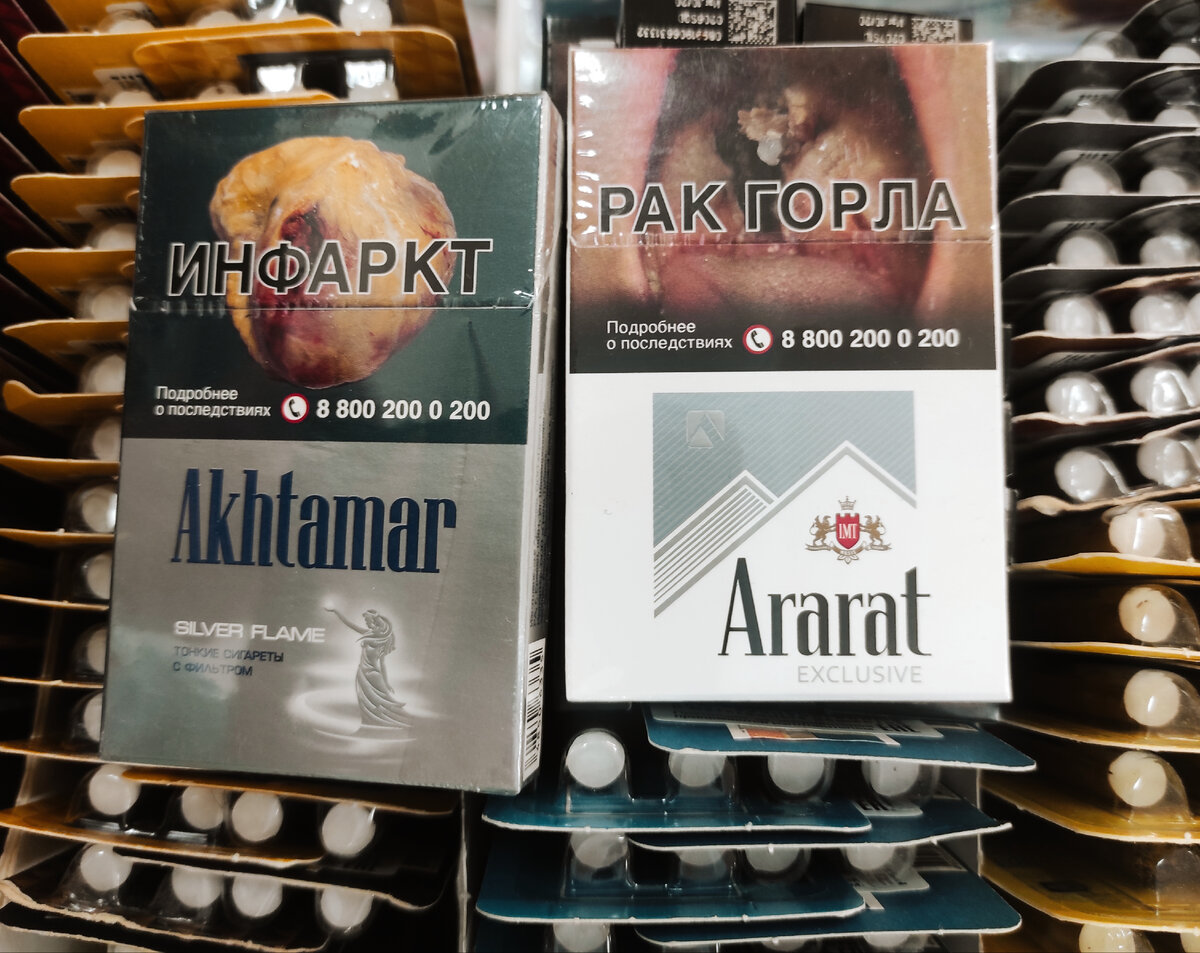 ИНФАРКТ
Подробнее
о последствиях 8 800 200 0 200
Akhtamar
SILVER FLAME
ТОНКИЕ СИГАРЕТЫ
С ФИЛЬТРОМ
РАК ГОРЛА
Подробнее
о последствиях 8 800 200 0 200
IMT
Ararat
EXCLUSIVE